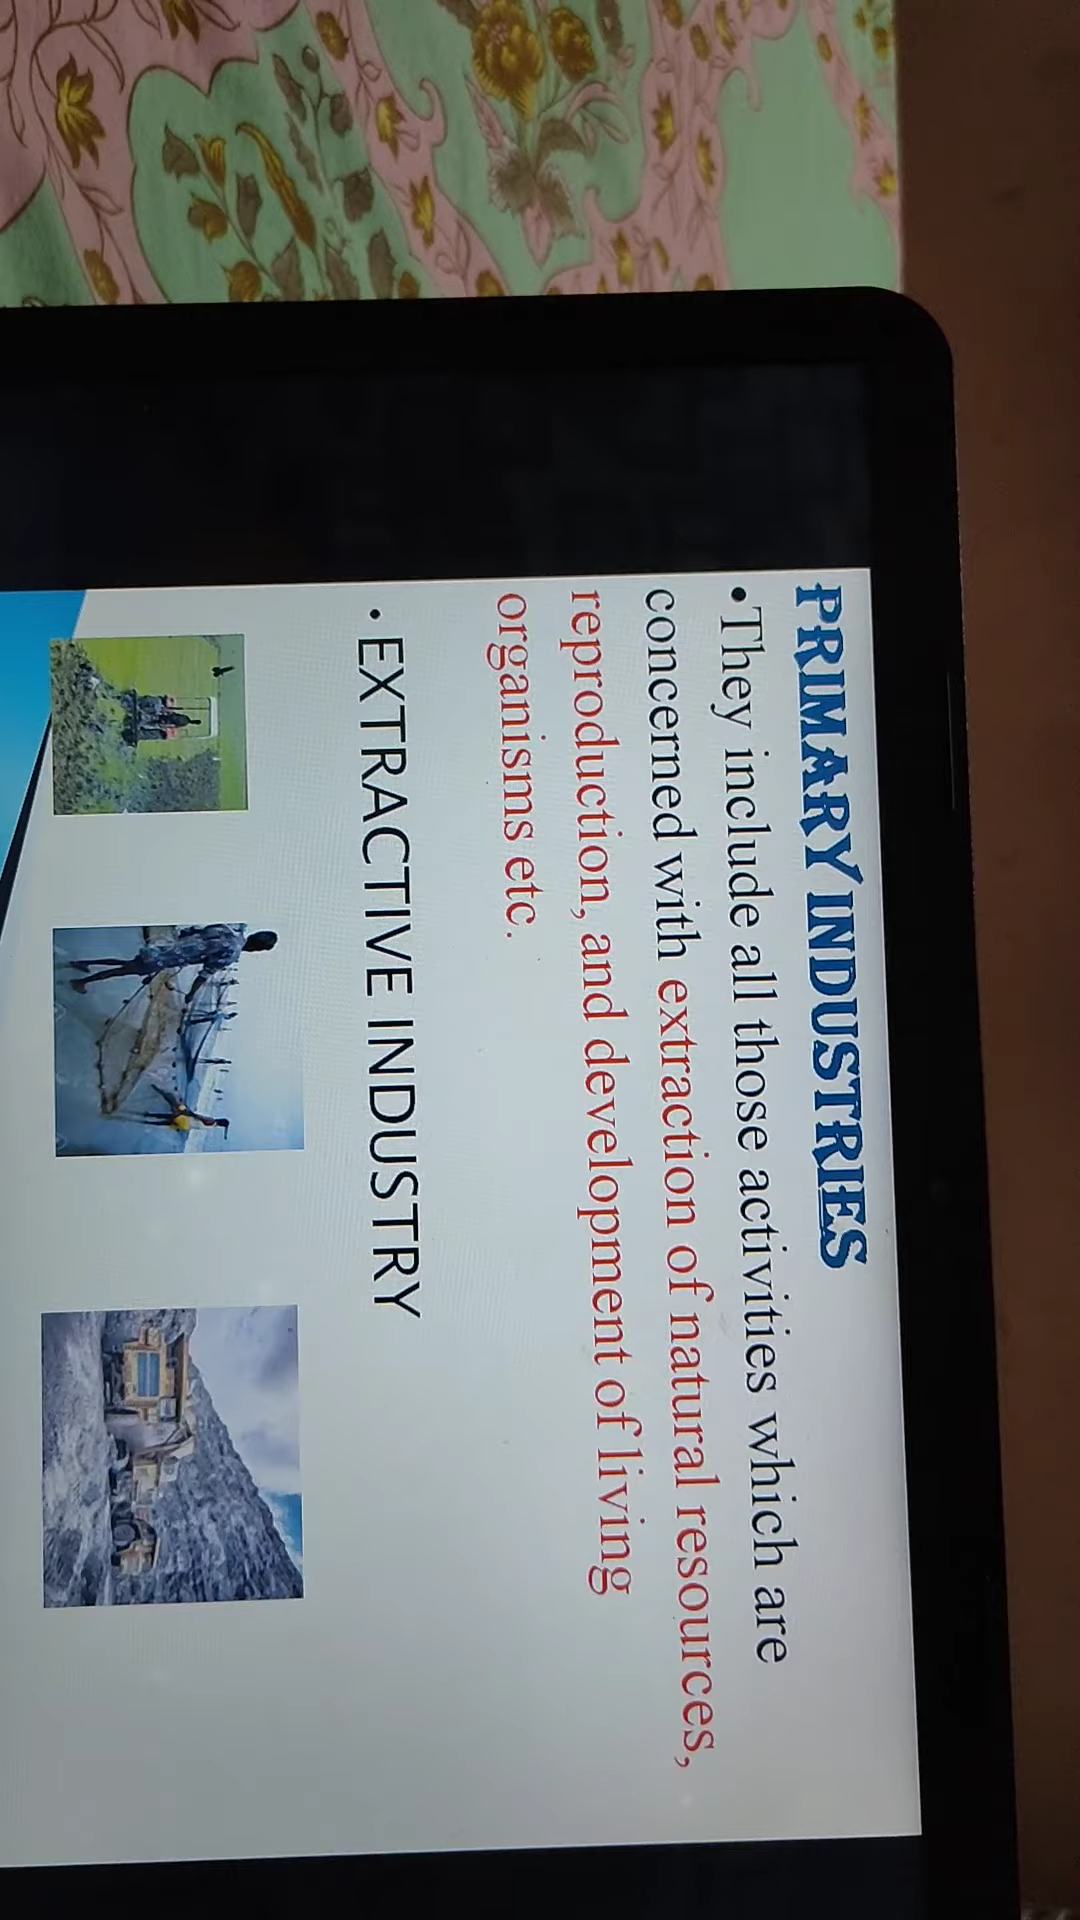 PRIMARY INDUSTRIES
•They include all those activities which are
concerned with extraction of natural resources,
reproduction, and development of living
organisms etc.
• EXTRACTIVE INDUSTRY